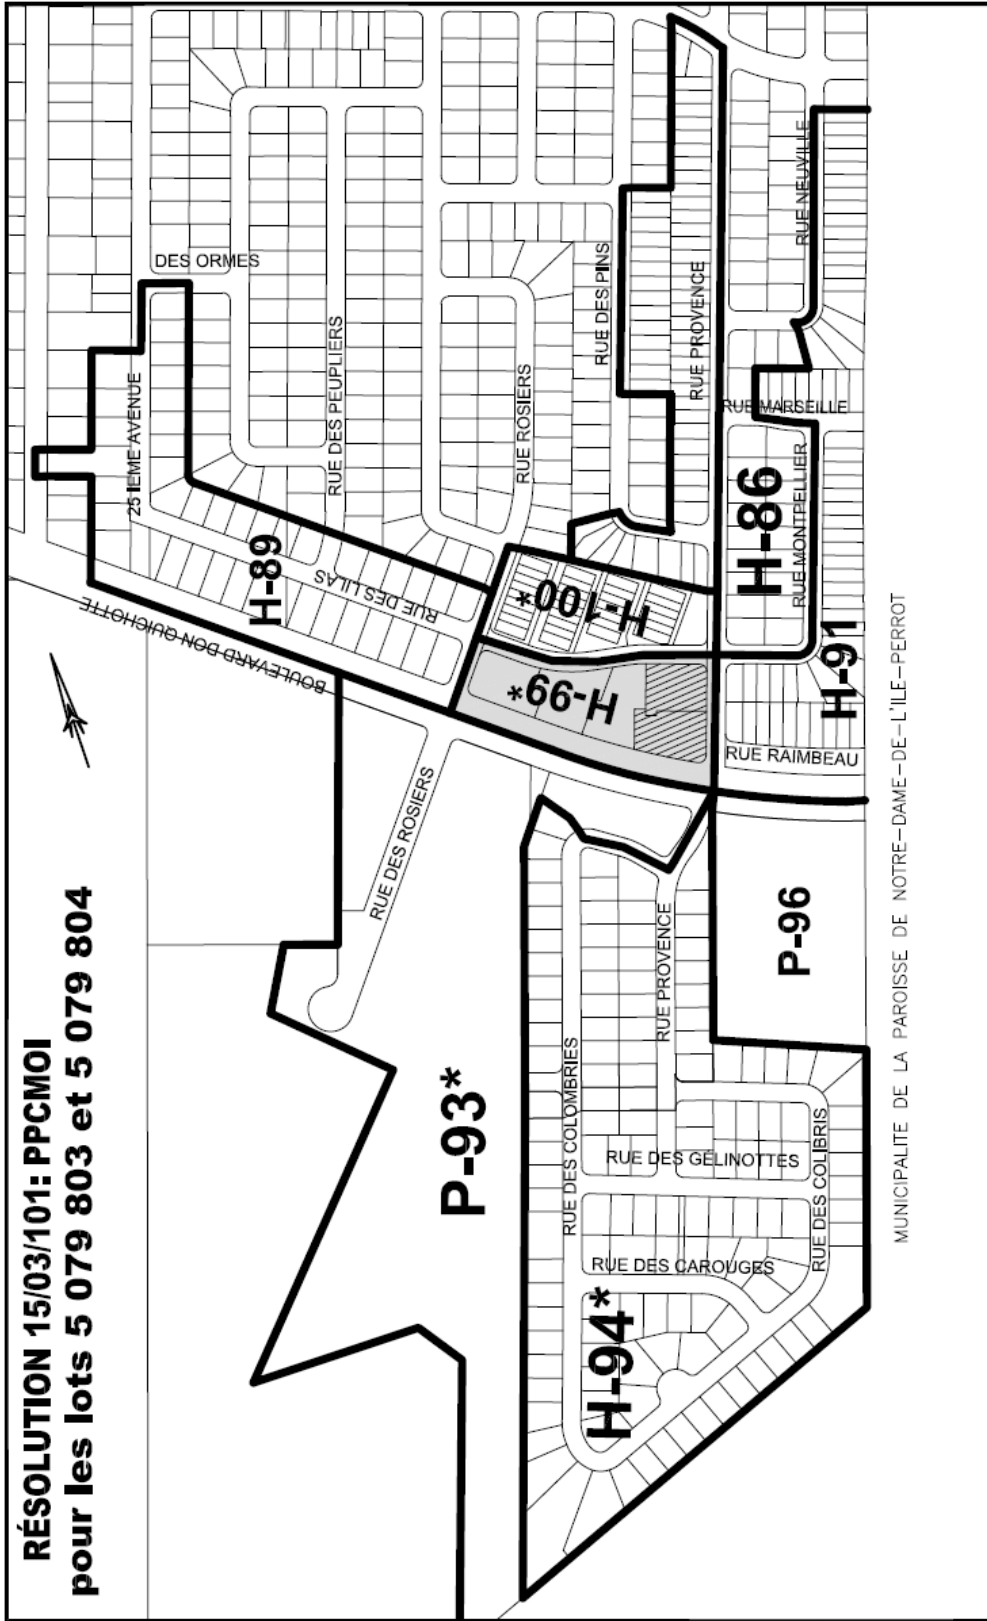 RÉSOLUTION 15/03/101: PPCMOI
pour les lots 5 079 803 et 5 079 804
DES ORMES
25 IEME AVENUE
RUE DES PEUPLIERS
RUE ROSIERS
RUE DES PINS
RUE PROVENCE
RUE NEUVILLE
RUE MARSEILLE
H-86
RUE MONTPELLIER
H-89
RUE DES LILAS
BOULEVARD DON QUICHOTTE
H-100*
H-99*
H-91
RUE RAIMBEAU
RUE DES ROSIERS
P-96
RUE PROVENCE
P-93*
RUE DES COLOMBRIES
RUE DES GELINOTTES
RUE DES COLIBRIS
RUE DES CAROUGES
H-94*
MUNICIPALITE DE LA PAROISSE DE NOTRE-DAME-DE-L'ILE-PERROT